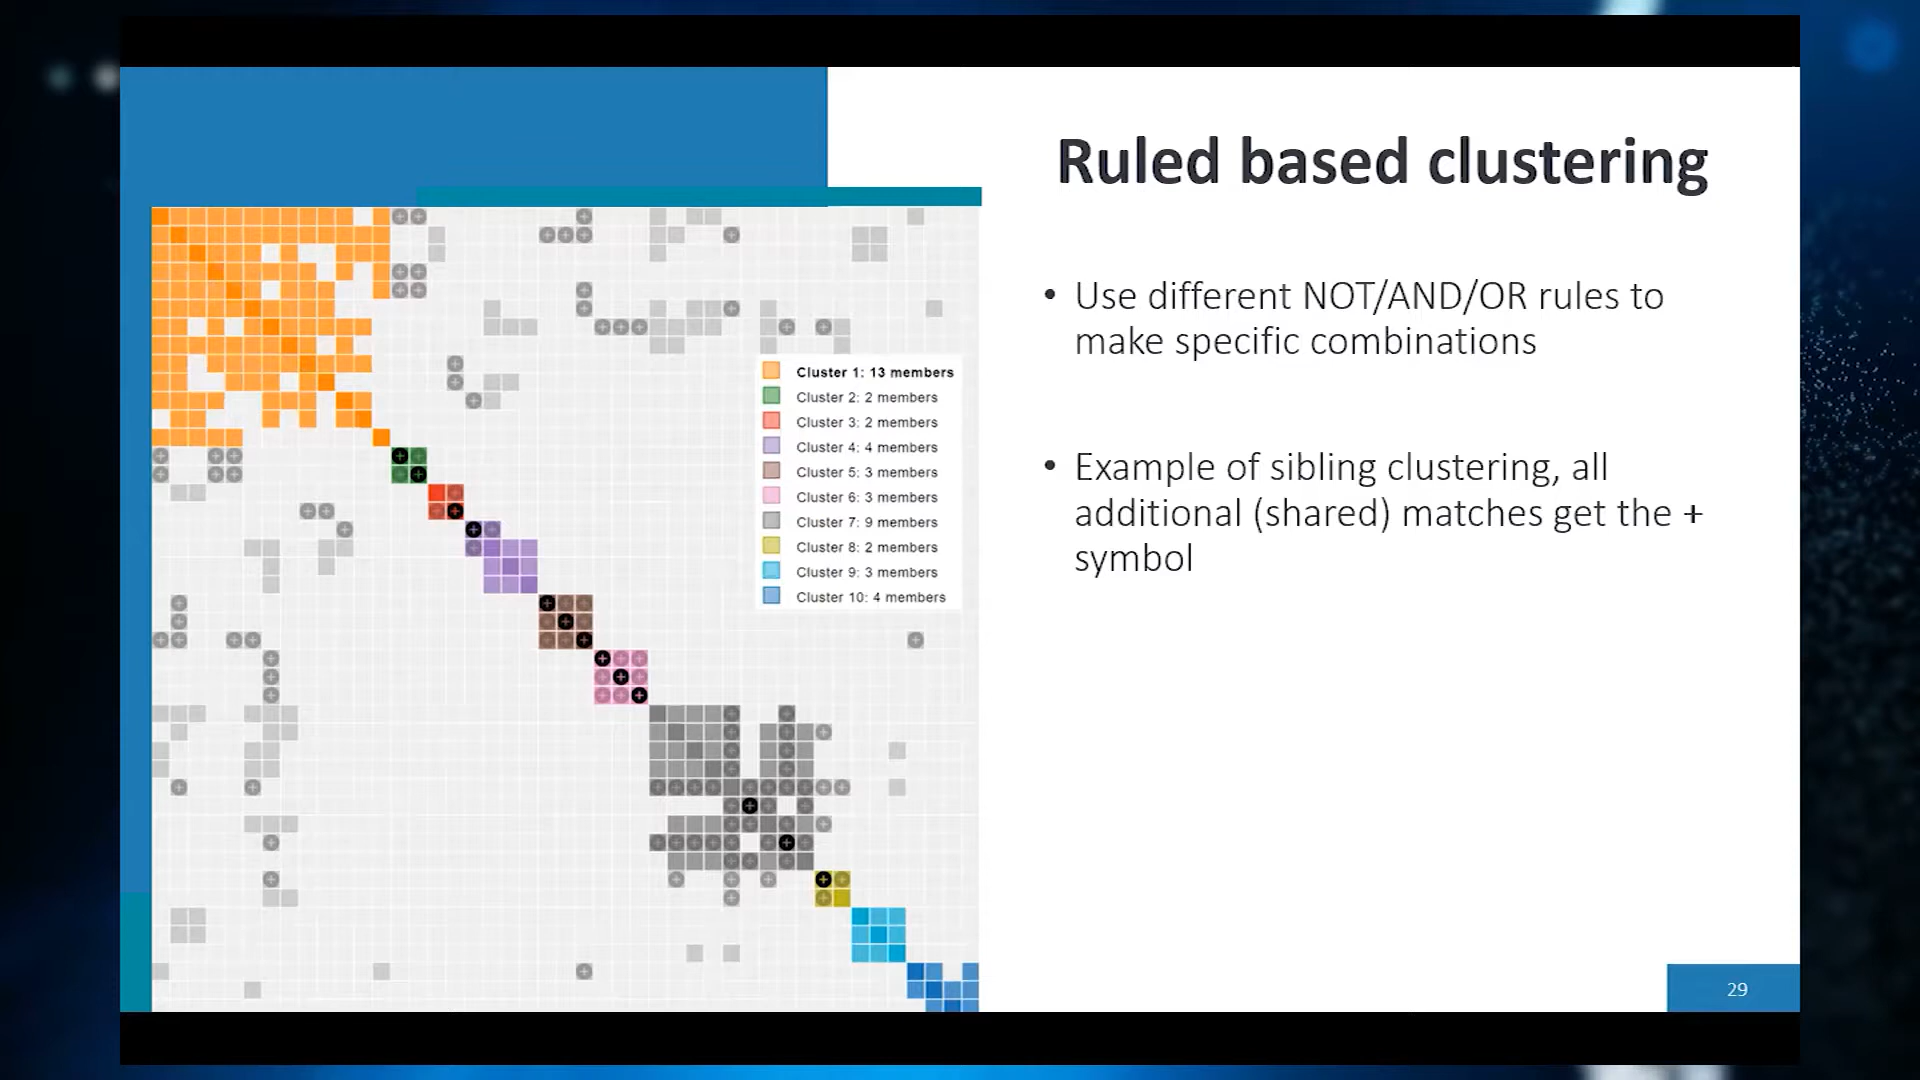 Ruled based clustering
• Use different NOT/AND/OR rules to
make specific combinations
• Example of sibling clustering, all
additional (shared) matches get the +
symbol
Cluster 1: 13 members
Cluster 2: 2 members
Cluster 3: 2 members
Cluster 4: 4 members
Cluster 5: 3 members
Cluster 6: 3 members
Cluster 7: 9 members
Cluster 8: 2 members
Cluster 9: 3 members
Cluster 10: 4 members
29